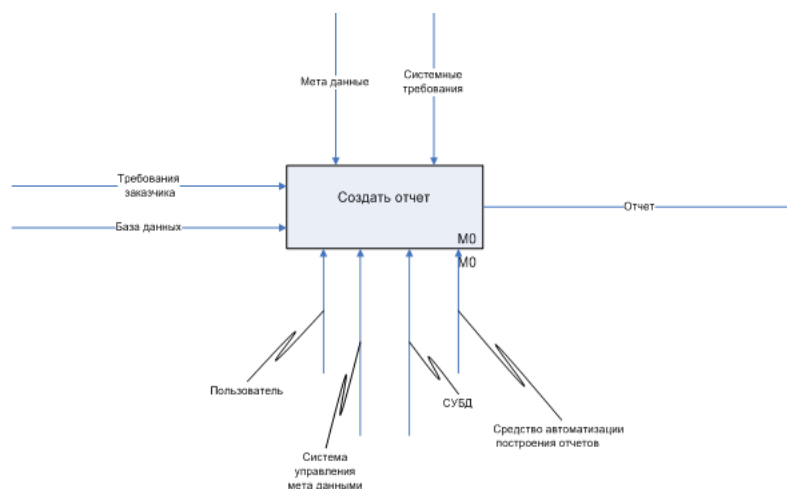 Мета данные
Системные
требования
Требования
заказчика
База данных
Создать отчет
М0
М0
Отчет
Пользователь
СУБД
Средство автоматизации
построения отчетов
Система
управления
мета данными